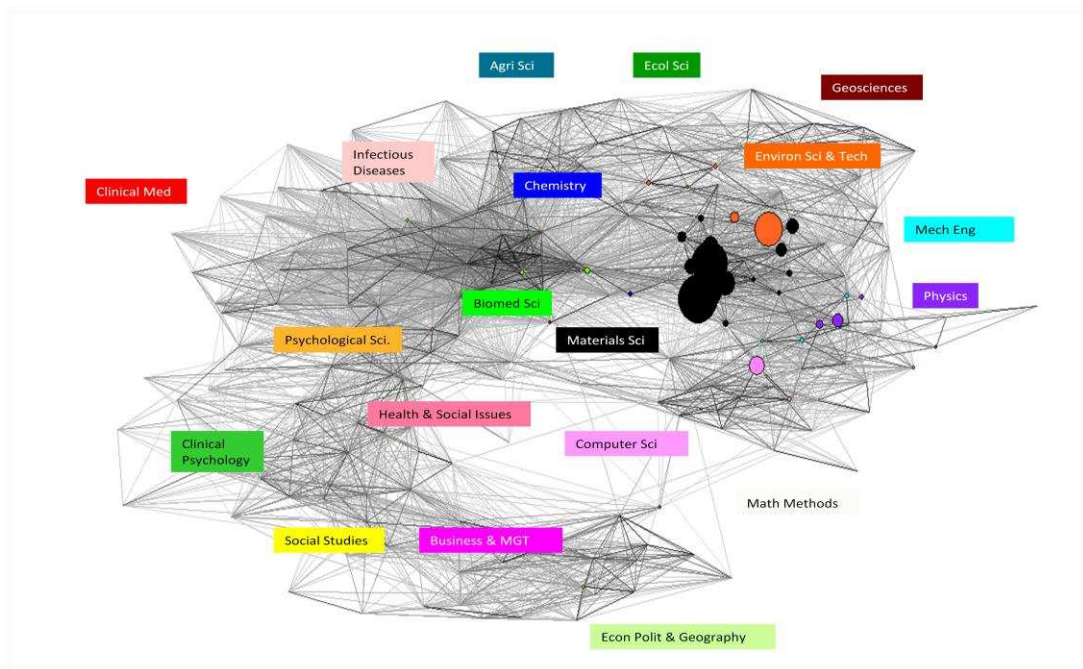 Agri Sci
Ecol Sci
Geosciences
Infectious
Diseases
Environ Sci & Tech
Chemistry
Clinical Med
Mech Eng
Physics
Biomed Sci
Psychological Sci.
Materials Sci
Health & Social Issues
Clinical
Psychology
Computer Sci
Math Methods
Social Studies
Business & MGT
Econ Polit & Geography